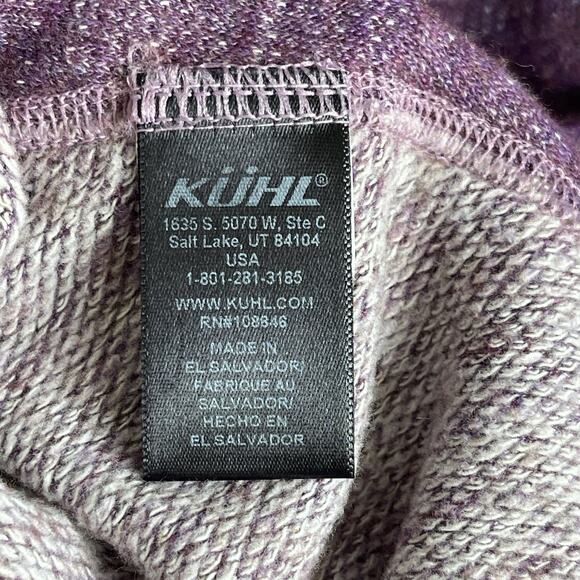 KÜHL®
1635 S. 5070 W, Ste C
Salt Lake, UT 84104
USA
1-801-281-3185
WWW.KUHL.COM
RN#108646
MADE IN
EL SALVADOR/
FABRIQUE AU
SALVADOR/
HECHO EN
EL SALVADOR